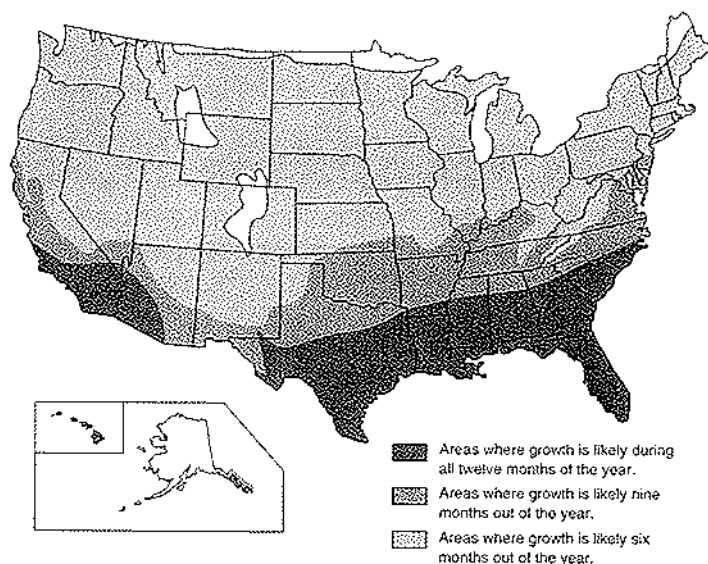 Areas where growth is likely during
all twelve months of the year.
Areas where growth is likely nine
months out of the year.
Areas where growth is likely six
months out of the year.